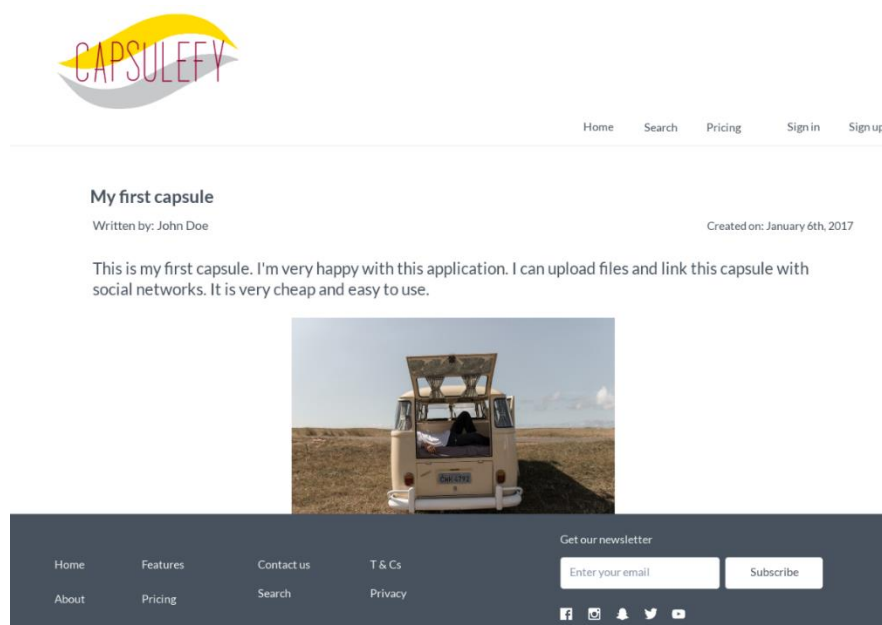 CAPSULEFY
Home Search Pricing Sign in Sign up
My first capsule
Written by: John Doe Created on: January 6th, 2017
This is my first capsule. I'm very happy with this application. I can upload files and link this capsule with
social networks. It is very cheap and easy to use.
Get our newsletter
Home Features Contact us T & Cs
Enter your email Subscribe
About Pricing Search Privacy